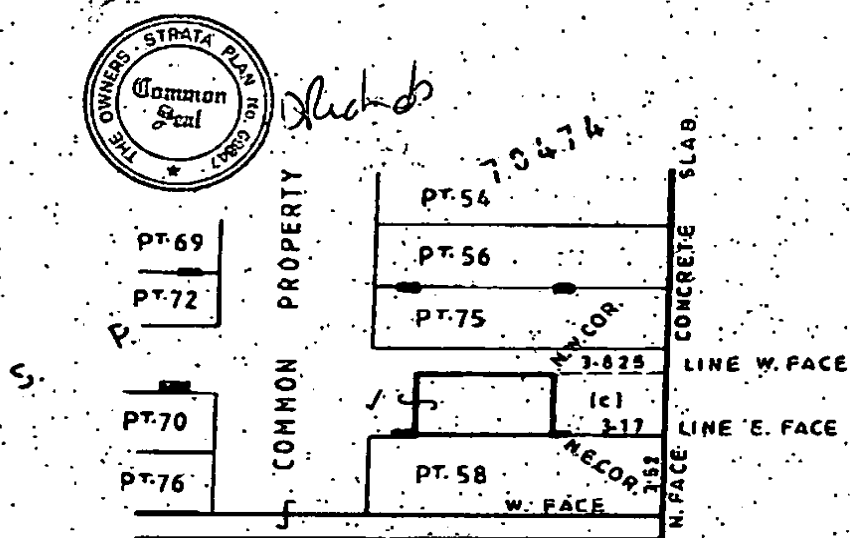 THE OWNERS - STRATA PLAN No.
Common
Seal
70474
PT. 54
SLAB
CONCRETE
PT. 69
PT. 56
PROPERTY
PT. 72
PT. 75
P.
S.
N.W COR.
3.825
LINE W. FACE
(c)
3.17
LINE E. FACE
PT. 70
COMMON
N.E.COR.
3.52
PT. 76
PT. 58
N. FACE
W. FACE